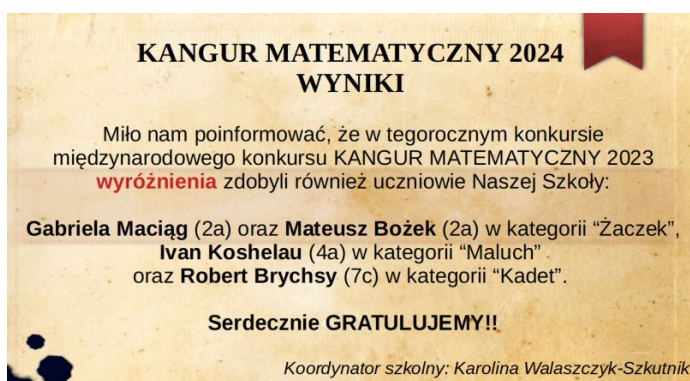 KANGUR MATEMATYCZNY 2024
WYNIKI
Miło nam poinformować, że w tegorocznym konkursie
międzynarodowego konkursu KANGUR MATEMATYCZNY 2023
wyróżnienia zdobyli również uczniowie Naszej Szkoły:
Gabriela Maciąg (2a) oraz Mateusz Bożek (2a) w kategorii “Żaczek”,
Ivan Koshelau (4a) w kategorii “Maluch”
oraz Robert Brychsy (7c) w kategorii “Kadet”.
Serdecznie GRATULUJEMY!!
Koordynator szkolny: Karolina Walaszczyk-Szkutnik